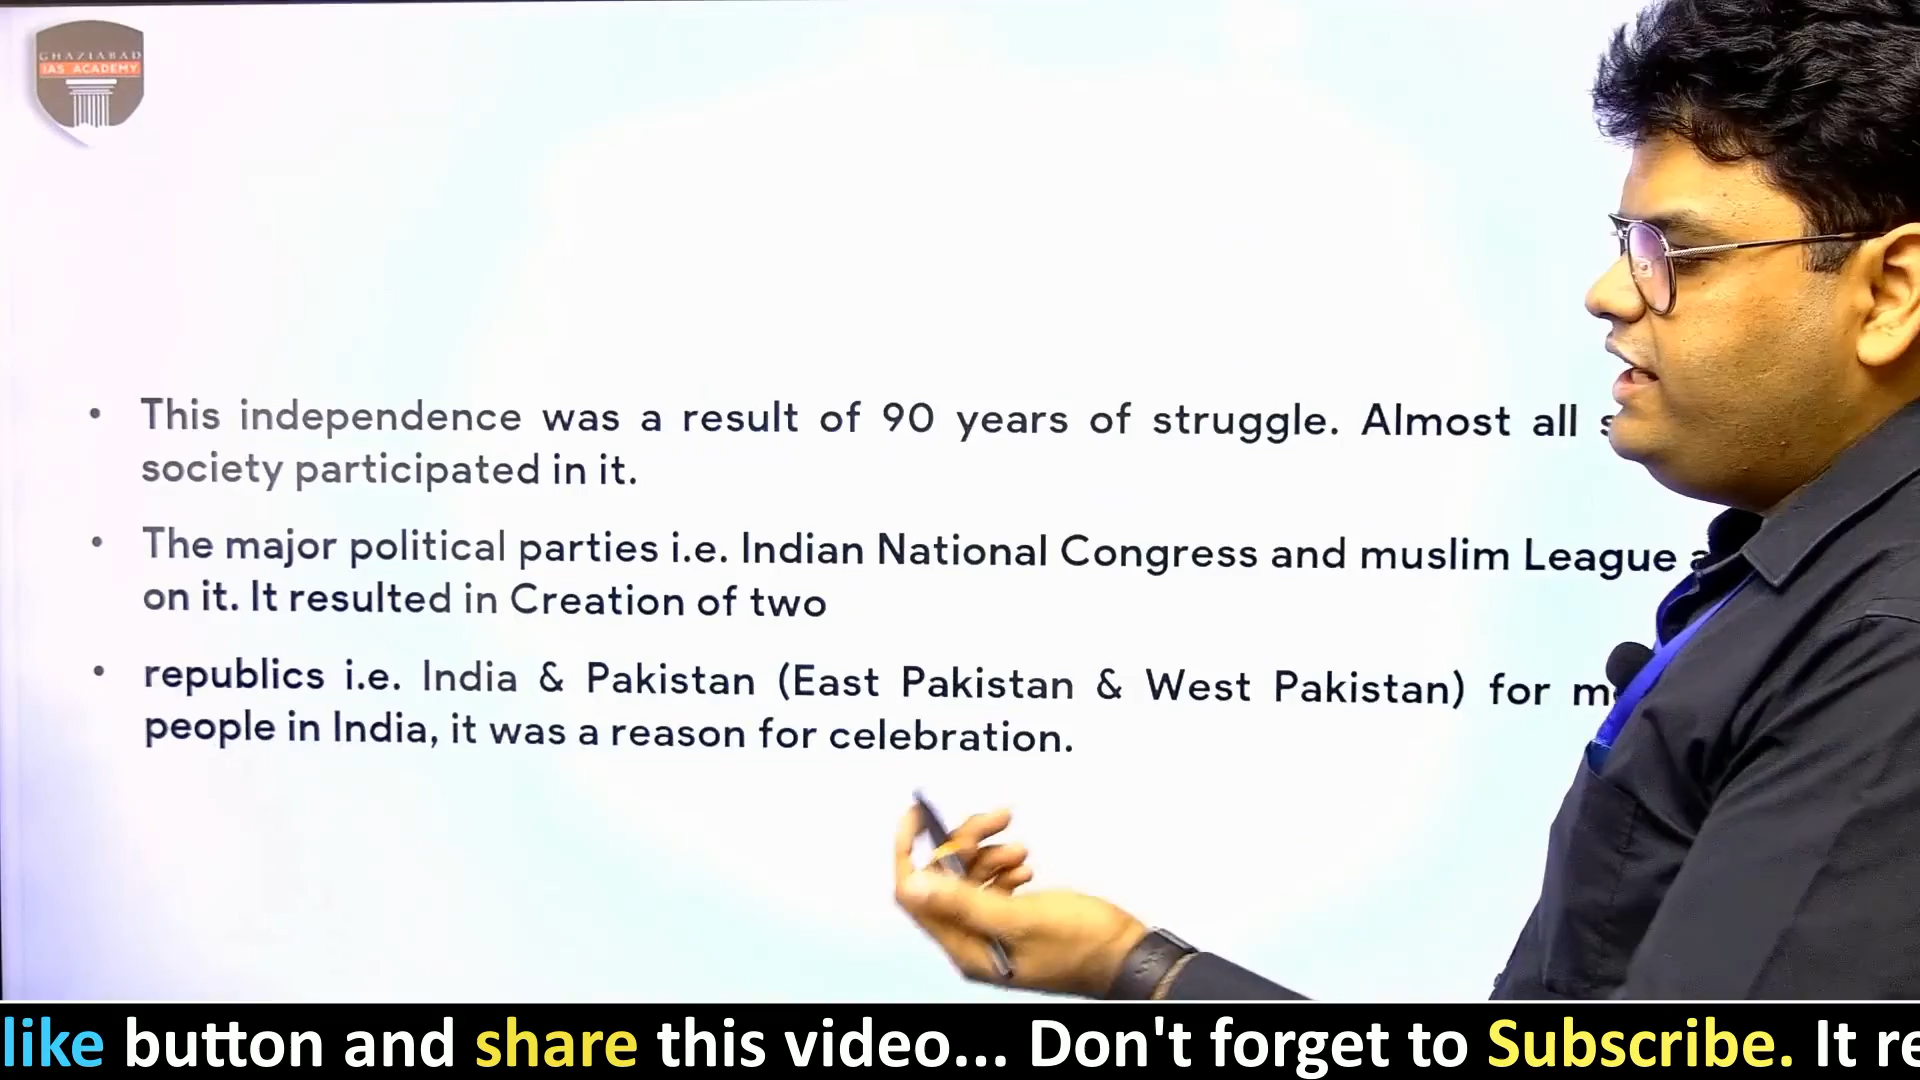 GHAZIABAD
IAS ACADEMY
• This independence was a result of 90 years of struggle. Almost all
society participated in it.
• The major political parties i.e. Indian National Congress and muslim League
on it. It resulted in Creation of two
• republics i.e. India & Pakistan (East Pakistan & West Pakistan) for
people in India, it was a reason for celebration.
like button and share this video... Don't forget to Subscribe. It